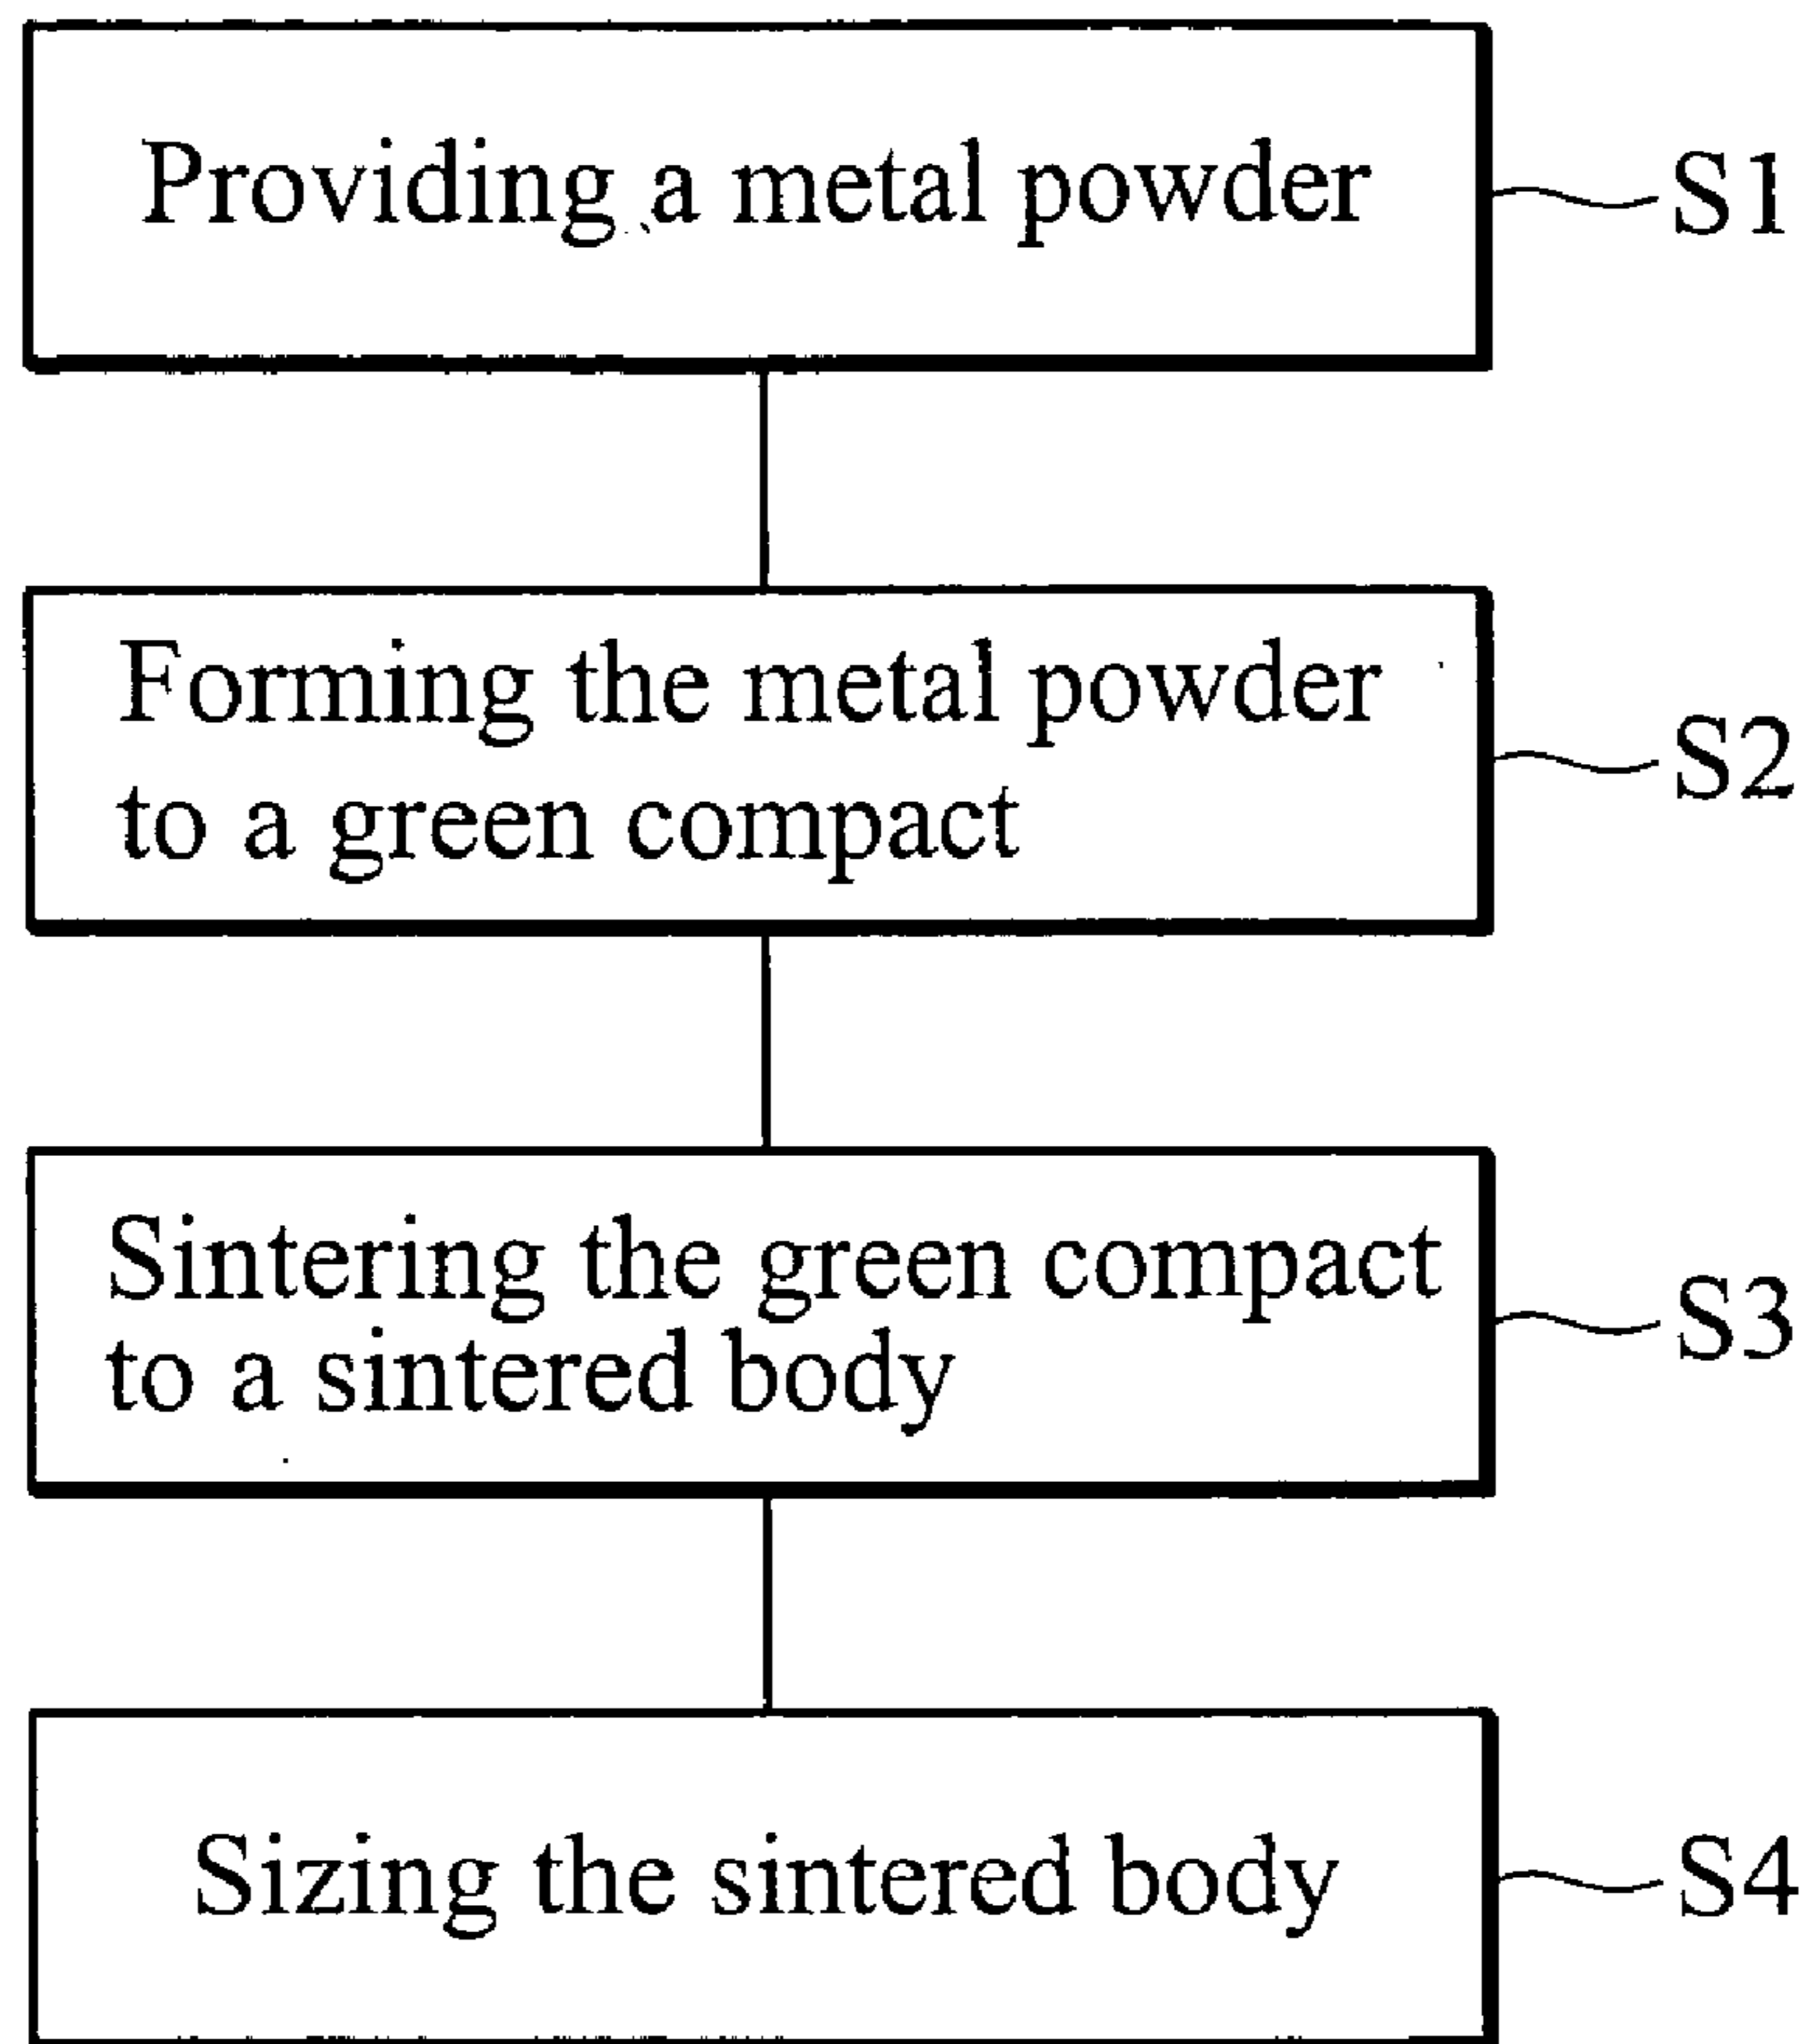 Providing a metal powder
S1
Forming the metal powder
to a green compact
S2
Sintering the green compact
to a sintered body
S3
Sizing the sintered body
S4